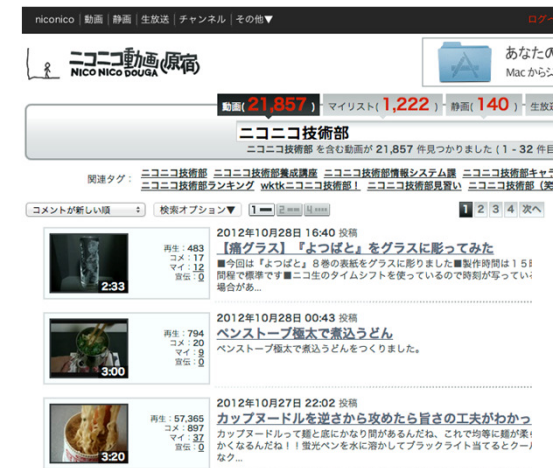 niconico | 動画 | 静画 | 生放送 | チャンネル | その他▼
ログ
ニコニコ動画(原宿)
NICO NICO DOUGA
あなたの
Macからシ
動画( 21,857 ) マイリスト( 1,222 ) 静画( 140 ) 生放送
ニコニコ技術部
ニコニコ技術部 を含む動画が 21,857 件見つかりました ( 1 - 32 件目
関連タグ : ニコニコ技術部 ニコニコ技術部養成講座 ニコニコ技術部情報システム課 ニコニコ技術部キャラ
ニコニコ技術部ランキング wktkニコニコ技術部! ニコニコ技術部見習い ニコニコ技術部(笑
コメントが新しい順 検索オプション▼ 1 2 4 1 2 3 4 次へ
2012年10月28日 16:40 投稿
再生 : 483
コメ : 17
マイ : 12
宣伝 : 0
2:33
【痛グラス】『よつばと』をグラスに彫ってみた
■今回は『よつばと』8巻の表紙をグラスに彫りました■製作時間は15時
間程で標準です■ニコ生のタイムシフトを使っているので時刻が写ってい
場合があ...
2012年10月28日 00:43 投稿
再生 : 794
コメ : 20
マイ : 9
宣伝 : 0
3:00
ペンストーブ極太で煮込うどん
ペンストーブ極太で煮込うどんをつくりました。
2012年10月27日 22:02 投稿
再生 : 57,365
コメ : 897
マイ : 37
宣伝 : 0
3:20
カップヌードルを逆さから攻めたら旨さの工夫がわかっ
カップヌードルって麺と底にかなり間があるんだね、これで均等に麺が柔ら
かくなるんだね!!蛍光ペンを水に溶かしてブラックライト当てるとクール
なク...